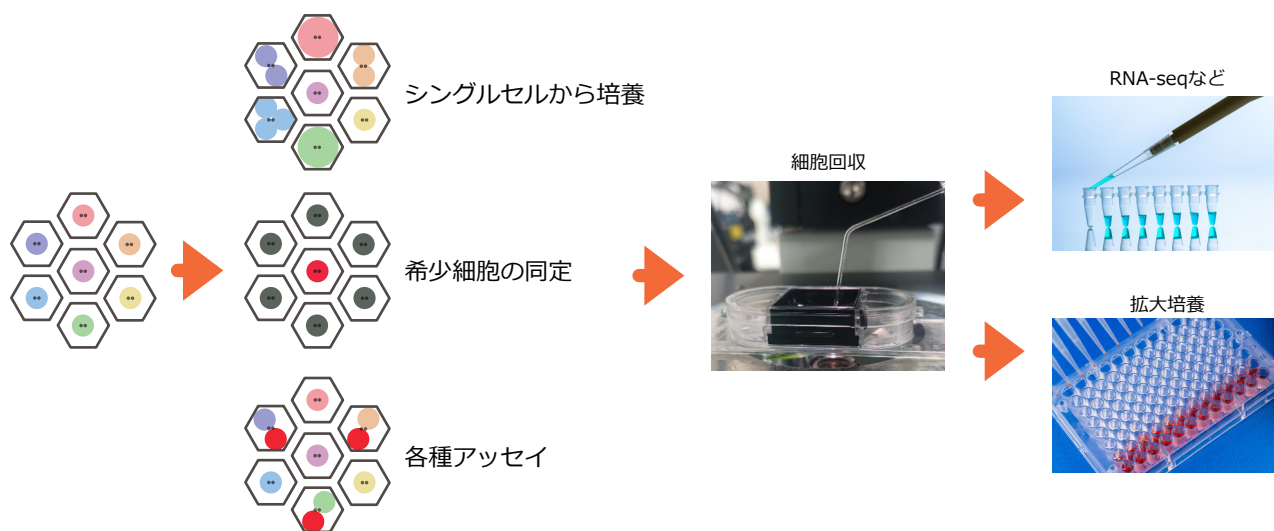 シングルセルから培養
希少細胞の同定
各種アッセイ
細胞回収
RNA-seqなど
拡大培養